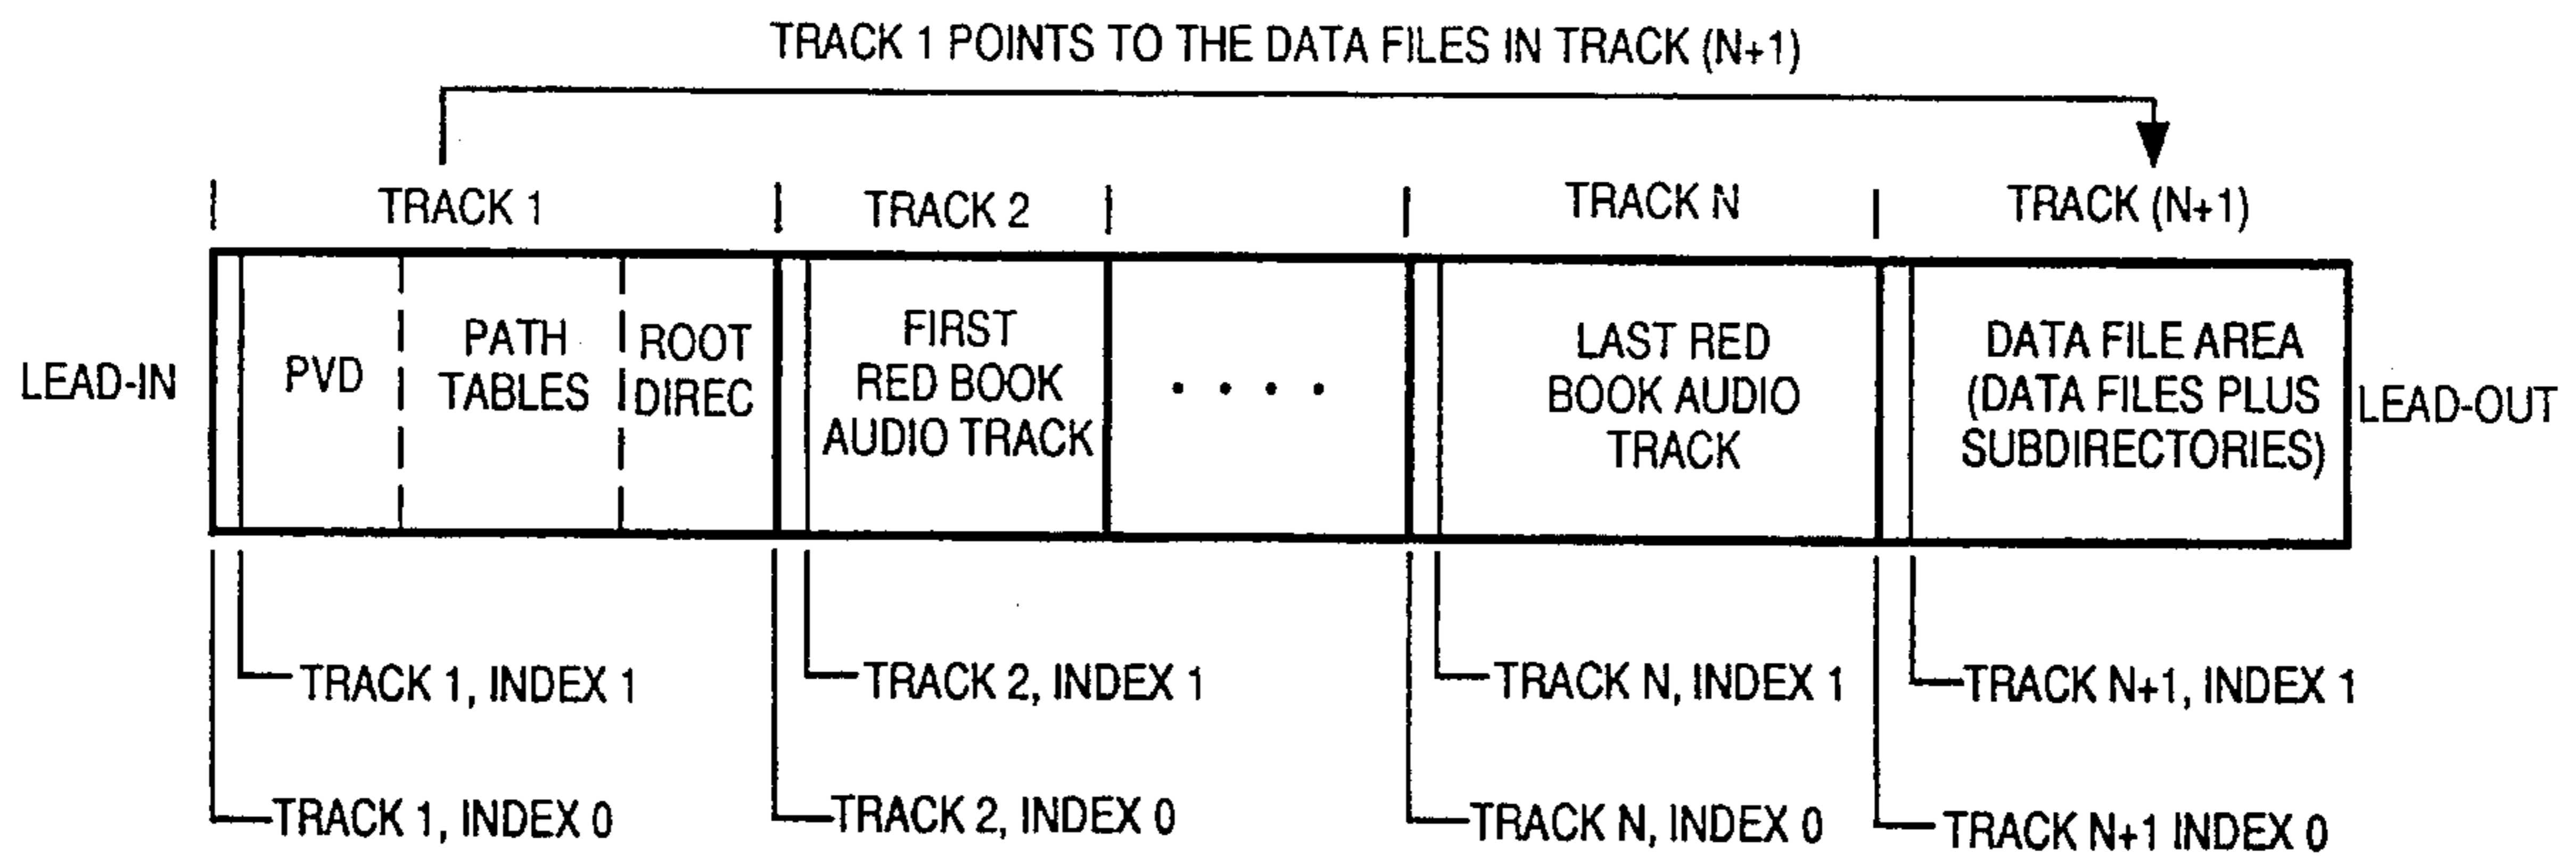 TRACK 1 POINTS TO THE DATA FILES IN TRACK (N+1)
TRACK 1
TRACK 2
TRACK N
TRACK (N+1)
LEAD-IN
PVD
PATH
TABLES
ROOT
DIREC
FIRST
RED BOOK
AUDIO TRACK
. . . .
LAST RED
BOOK AUDIO
TRACK
DATA FILE AREA
(DATA FILES PLUS
SUBDIRECTORIES)
LEAD-OUT
TRACK 1, INDEX 1
TRACK 2, INDEX 1
TRACK N, INDEX 1
TRACK N+1, INDEX 1
TRACK 1, INDEX 0
TRACK 2, INDEX 0
TRACK N, INDEX 0
TRACK N+1 INDEX 0